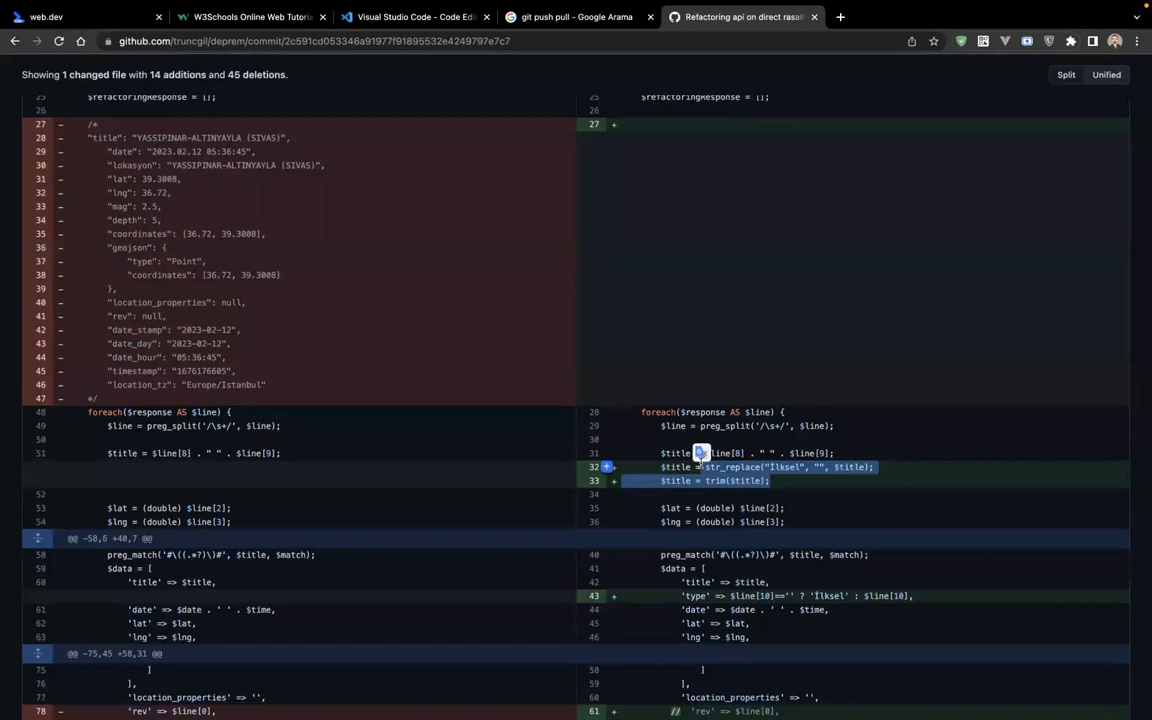 web.dev
W3Schools Online Web Tutoria
Visual Studio Code - Code Edi
git push pull - Google Arama
Refactoring api on direct rasat
github.com/truncgil/deprem/commit/2c591cd053346a91977f91895532e4249797e7c7
Showing 1 changed file with 14 additions and 45 deletions.
Split Unified
25 $refactoringResponse = []; 25 $refactoringResponse = [];
26 26
27 - /* 27 +
28 - "title": "YASSIPINAR-ALTINYAYLA (SIVAS)",
29 - "date": "2023.02.12 05:36:45",
30 - "lokasyon": "YASSIPINAR-ALTINYAYLA (SIVAS)",
31 - "lat": 39.3008,
32 - "lng": 36.72,
33 - "mag": 2.5,
34 - "depth": 5,
35 - "coordinates": [36.72, 39.3008],
36 - "geojson": {
37 - "type": "Point",
38 - "coordinates": [36.72, 39.3008]
39 - },
40 - "location_properties": null,
41 - "rev": null,
42 - "date_stamp": "2023-02-12",
43 - "date_day": "2023-02-12",
44 - "date_hour": "05:36:45",
45 - "timestamp": "1676176605",
46 - "location_tz": "Europe/Istanbul"
47 - */
48 foreach($response AS $line) { 28 foreach($response AS $line) {
49 $line = preg_split('/\s+/', $line); 29 $line = preg_split('/\s+/', $line);
50 30
51 $title = $line[8] . " " . $line[9]; 31 $title line[8] . " " . $line[9];
32 + $title = str_replace("İlksel", "", $title);
33 + $title = trim($title);
52 34
53 $lat = (double) $line[2]; 35 $lat = (double) $line[2];
54 $lng = (double) $line[3]; 36 $lng = (double) $line[3];
@@ -58,6 +40,7 @@
58 preg_match('#\((.*?)\)#', $title, $match); 40 preg_match('#\((.*?)\)#', $title, $match);
59 $data = [ 41 $data = [
60 'title' => $title, 42 'title' => $title,
43 + 'type' => $line[10]=='' ? 'İlksel' : $line[10],
61 'date' => $date . ' ' . $time, 44 'date' => $date . ' ' . $time,
62 'lat' => $lat, 45 'lat' => $lat,
63 'lng' => $lng, 46 'lng' => $lng,
@@ -75,45 +58,31 @@
75 ] 58 ]
76 ], 59 ],
77 'location_properties' => '', 60 'location_properties' => '',
78 - 'rev' => $line[0], 61 + // 'rev' => $line[0],